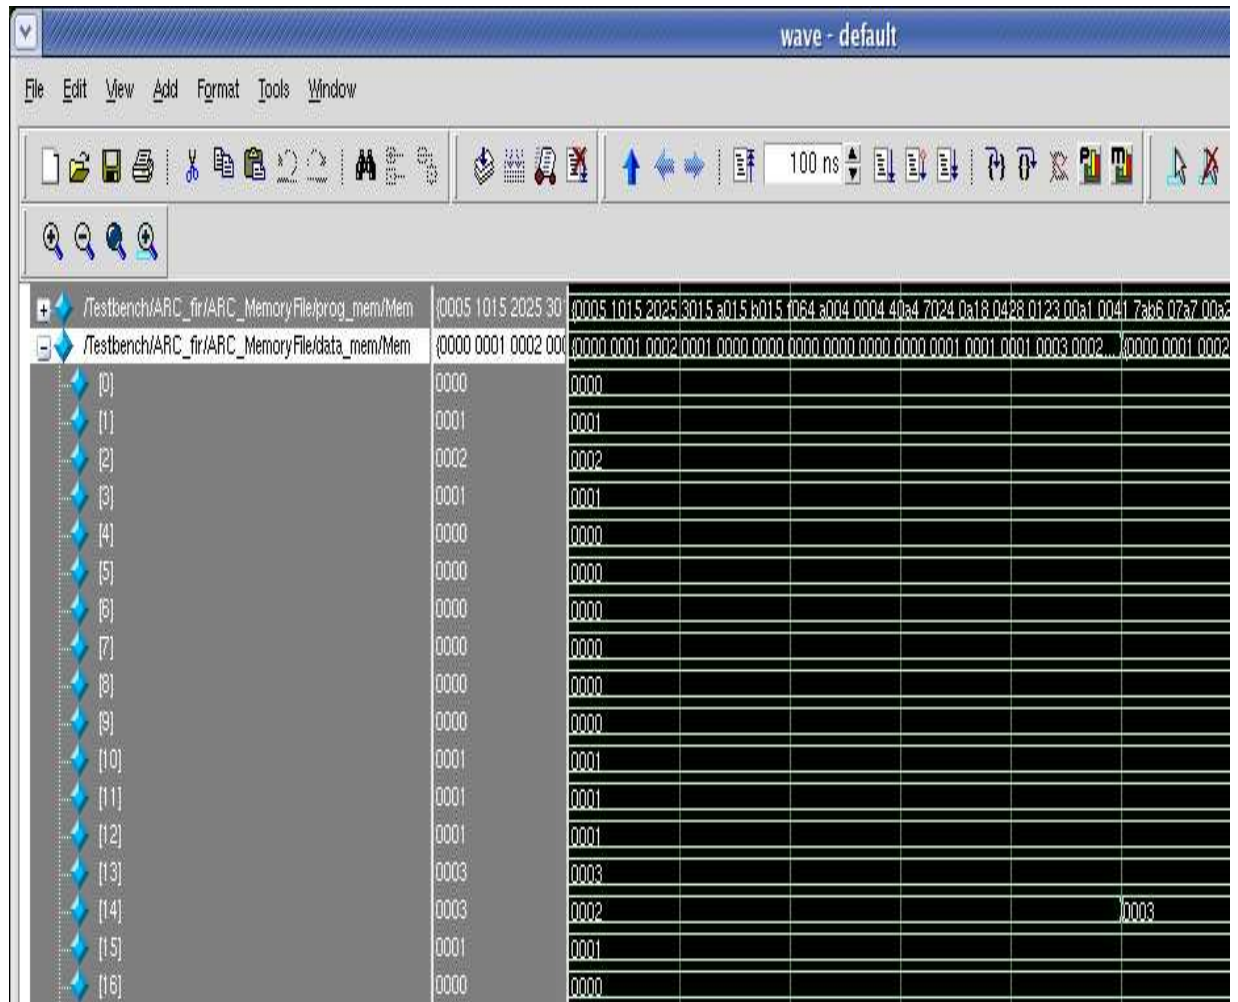 wave - default
File Edit View Add Format Tools Window
100 ns
/Testbench/ARC_fir/ARC_MemoryFile/prog_mem/Mem {0005 1015 2025 30 {0005 1015 2025 3015 a015 b015 f064 a004 0004 40a4 7024 0a18 0428 0123 00a1 0041 7ab6 07a7 00a2
/Testbench/ARC_fir/ARC_MemoryFile/data_mem/Mem {0000 0001 0002 000 {0000 0001 0002 0001 0000 0000 0000 0000 0000 0000 0001 0001 0001 0003 0002... {0000 0001 0002
[0] 0000 0000
[1] 0001 0001
[2] 0002 0002
[3] 0001 0001
[4] 0000 0000
[5] 0000 0000
[6] 0000 0000
[7] 0000 0000
[8] 0000 0000
[9] 0000 0000
[10] 0001 0001
[11] 0001 0001
[12] 0001 0001
[13] 0003 0003
[14] 0003 0002 0003
[15] 0001 0001
[16] 0000 0000